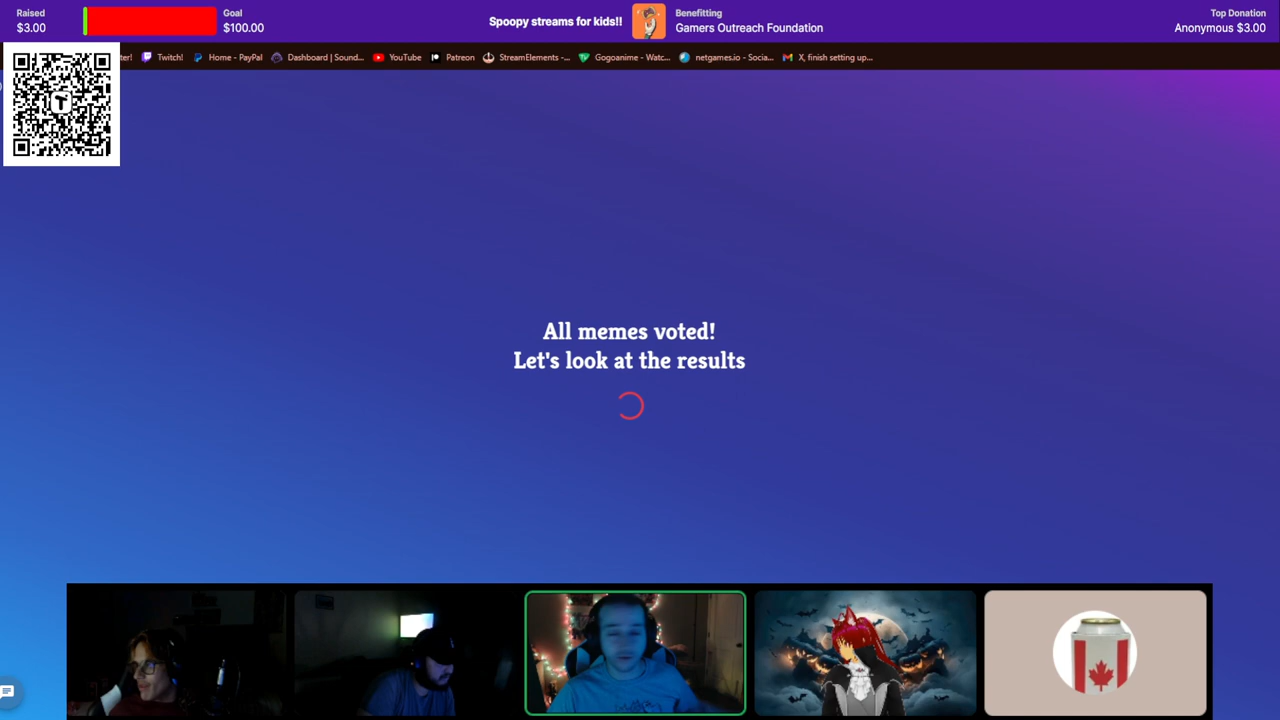 Raised
$3.00
Goal
$100.00
Spoopy streams for kids!!
Benefitting
Gamers Outreach Foundation
Top Donation
Anonymous $3.00
ter! Twitch! Home - PayPal Dashboard | Sound... YouTube Patreon StreamElements -... Gogoanime - Watc... netgames.io - Socia... X, finish setting up...
All memes voted!
Let's look at the results